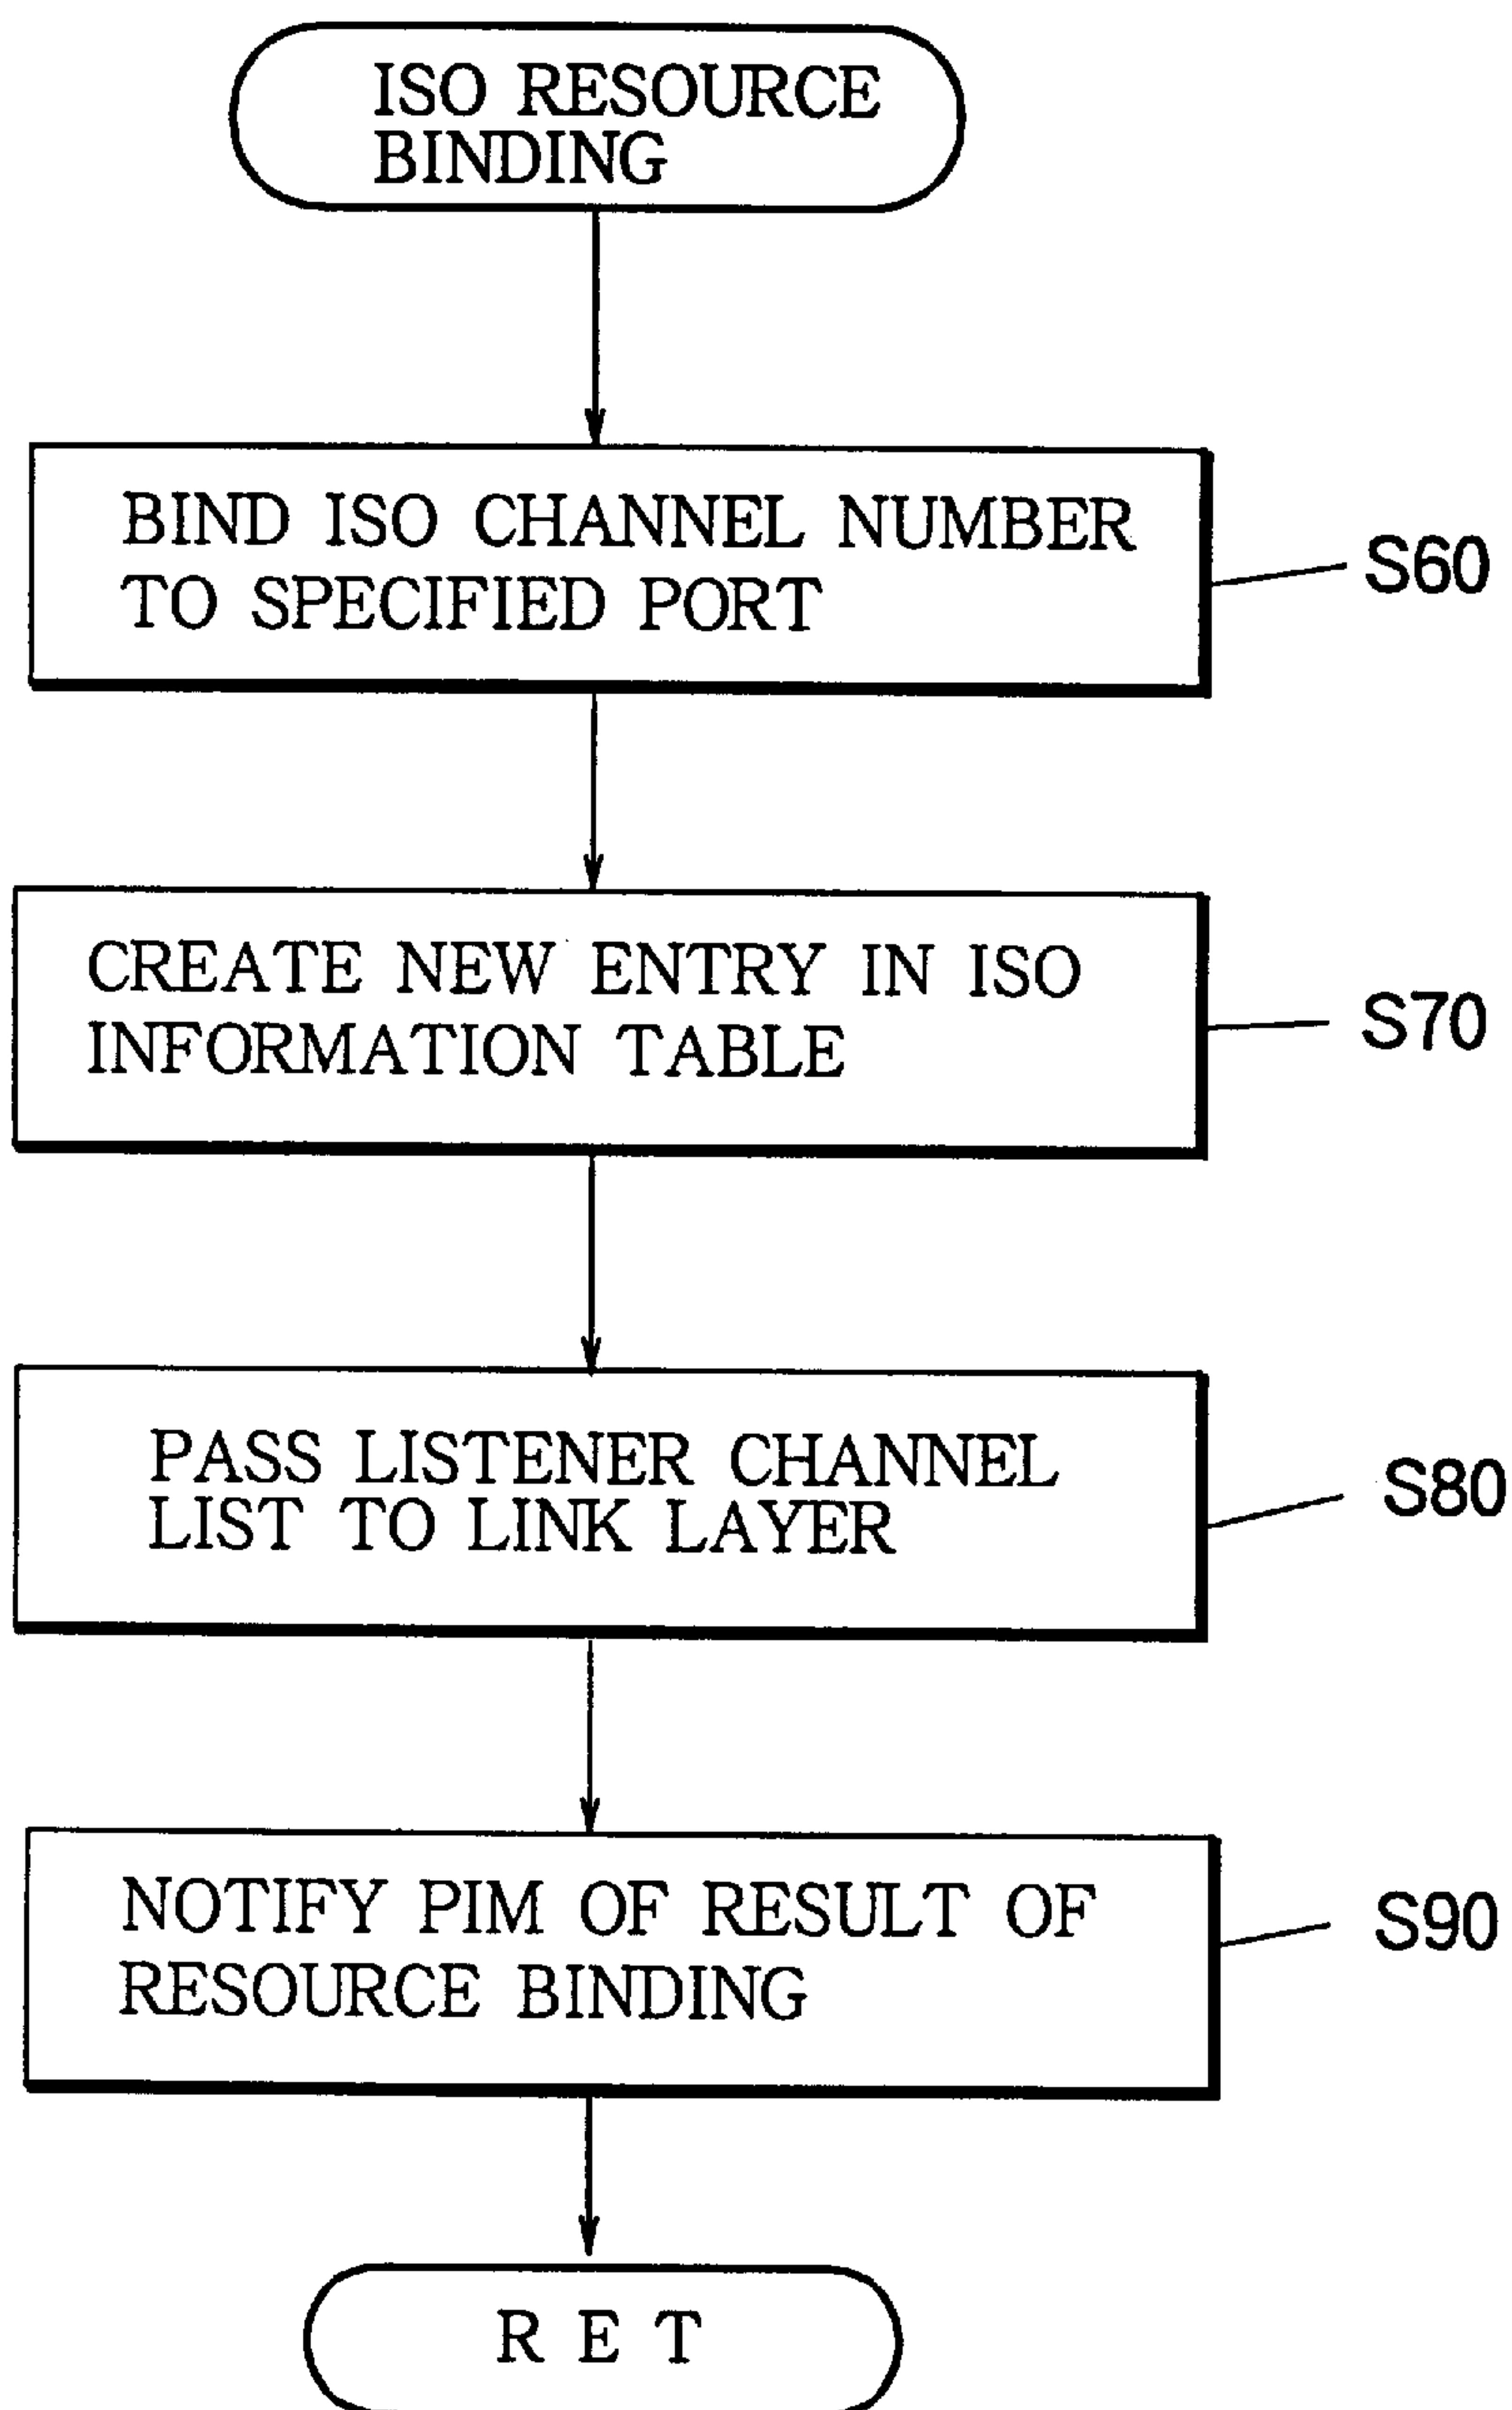 ISO RESOURCE
BINDING
BIND ISO CHANNEL NUMBER
TO SPECIFIED PORT
S60
CREATE NEW ENTRY IN ISO
INFORMATION TABLE
S70
PASS LISTENER CHANNEL
LIST TO LINK LAYER
S80
NOTIFY PIM OF RESULT OF
RESOURCE BINDING
S90
R E T